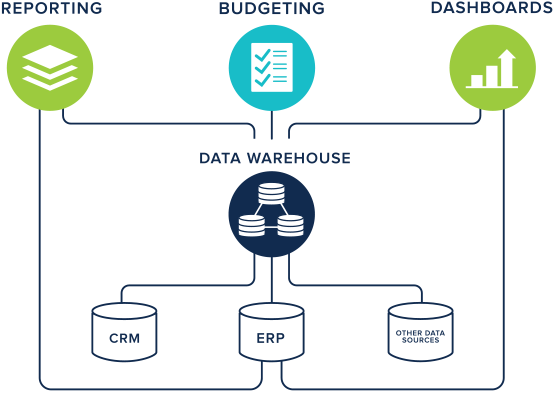 REPORTING
BUDGETING
DASHBOARDS
DATA WAREHOUSE
CRM
ERP
OTHER DATA
SOURCES